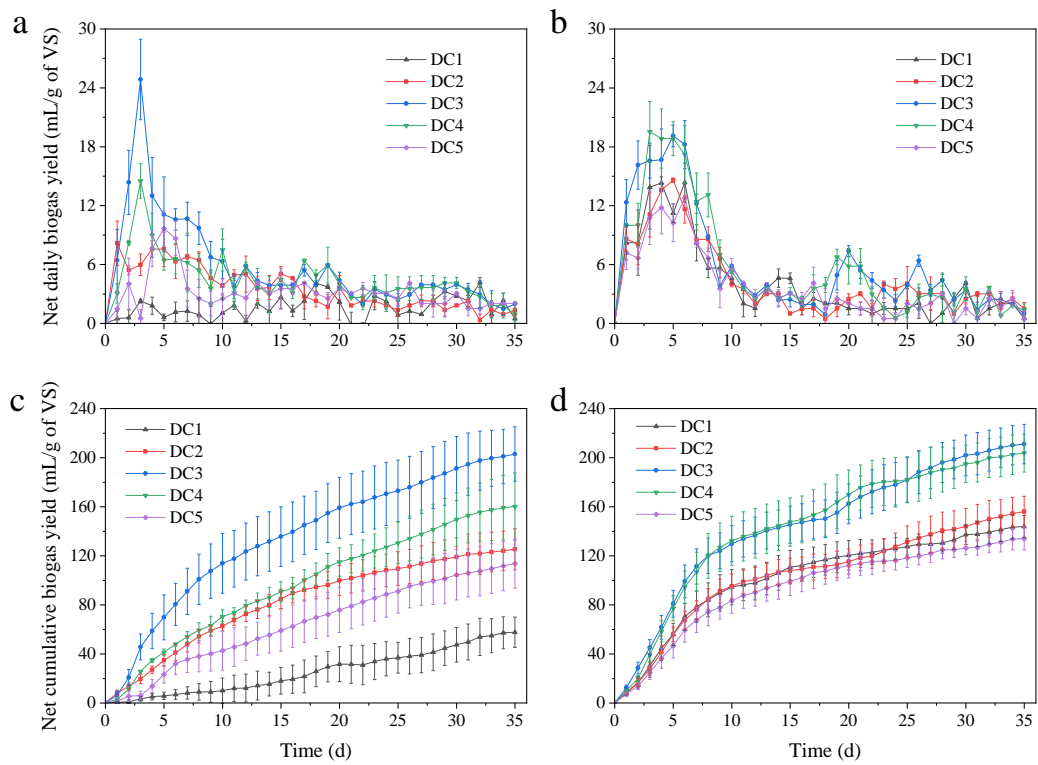 a
Net daily biogas yield (mL/g of VS)
30
24
18
12
6
0
0 5 10 15 20 25 30 35
DC1
DC2
DC3
DC4
DC5
b
30
24
18
12
6
0
0 5 10 15 20 25 30 35
DC1
DC2
DC3
DC4
DC5
c
Net cumulative biogas yield (mL/g of VS)
240
200
160
120
80
40
0
0 5 10 15 20 25 30 35
Time (d)
DC1
DC2
DC3
DC4
DC5
d
240
200
160
120
80
40
0
0 5 10 15 20 25 30 35
Time (d)
DC1
DC2
DC3
DC4
DC5